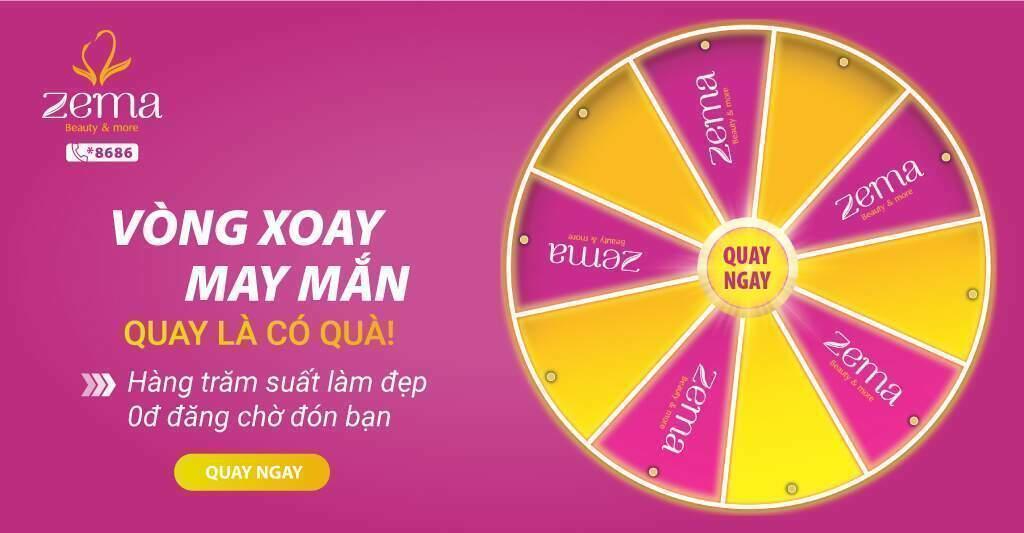 zema
Beauty & more
*8686
VÒNG XOAY
MAY MẮN
QUAY LÀ CÓ QUÀ!
Hàng trăm suất làm đẹp
0đ đăng chờ đón bạn
QUAY NGAY
zema
Beauty & more
zema
Beauty & more
zema
Beauty & more
QUAY
NGAY
zema
Beauty & more
zema
Beauty & more